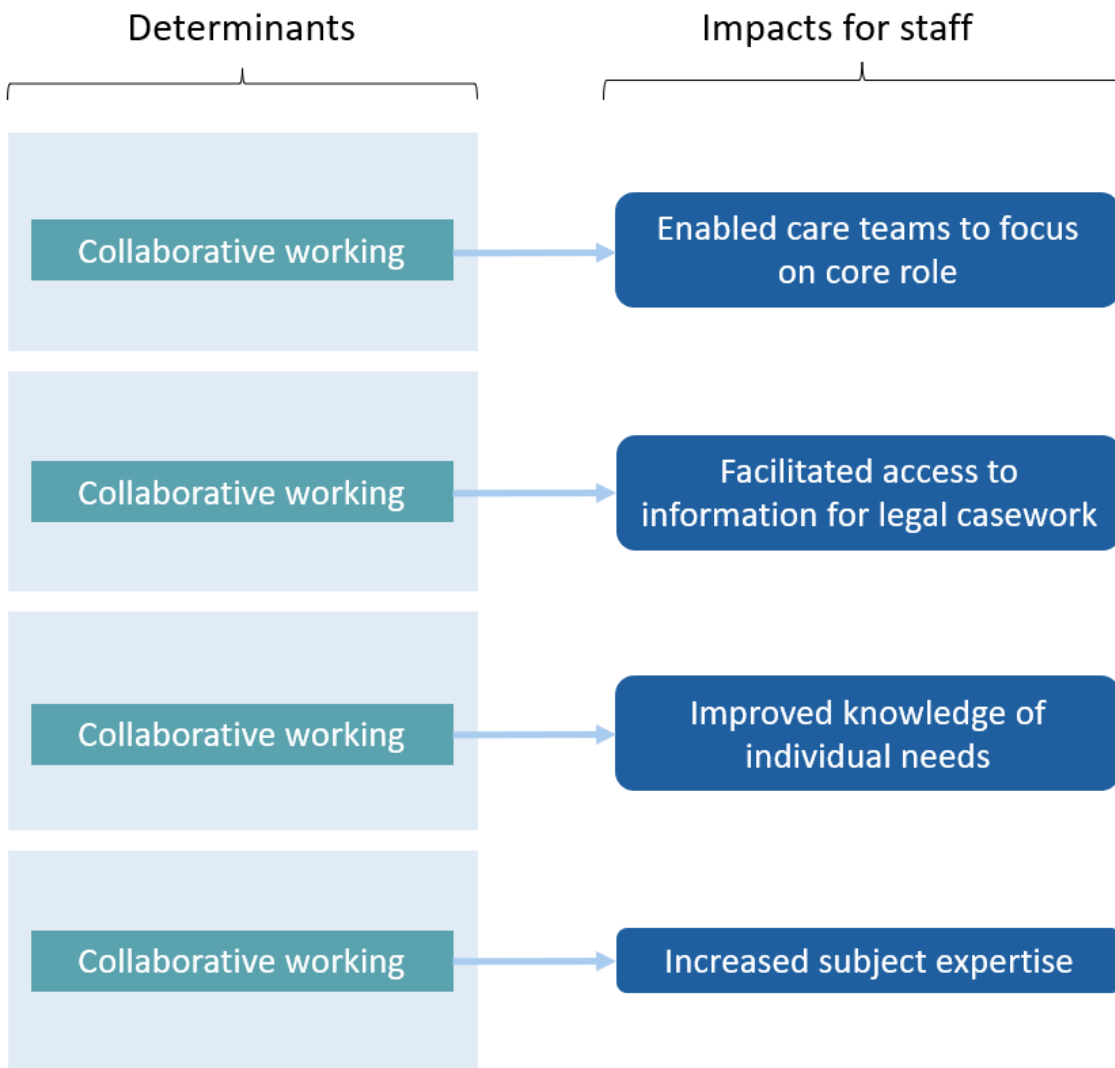 Determinants
Impacts for staff
Collaborative working
Enabled care teams to focus
on core role
Collaborative working
Facilitated access to
information for legal casework
Collaborative working
Improved knowledge of
individual needs
Collaborative working
Increased subject expertise